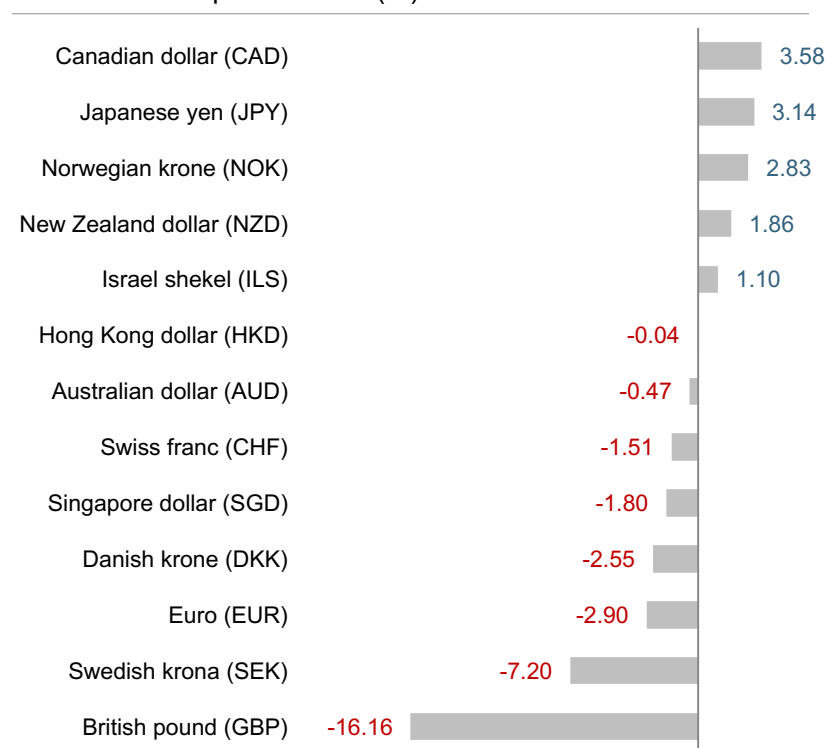 Canadian dollar (CAD) 3.58
Japanese yen (JPY) 3.14
Norwegian krone (NOK) 2.83
New Zealand dollar (NZD) 1.86
Israel shekel (ILS) 1.10
Hong Kong dollar (HKD) -0.04
Australian dollar (AUD) -0.47
Swiss franc (CHF) -1.51
Singapore dollar (SGD) -1.80
Danish krone (DKK) -2.55
Euro (EUR) -2.90
Swedish krona (SEK) -7.20
British pound (GBP) -16.16